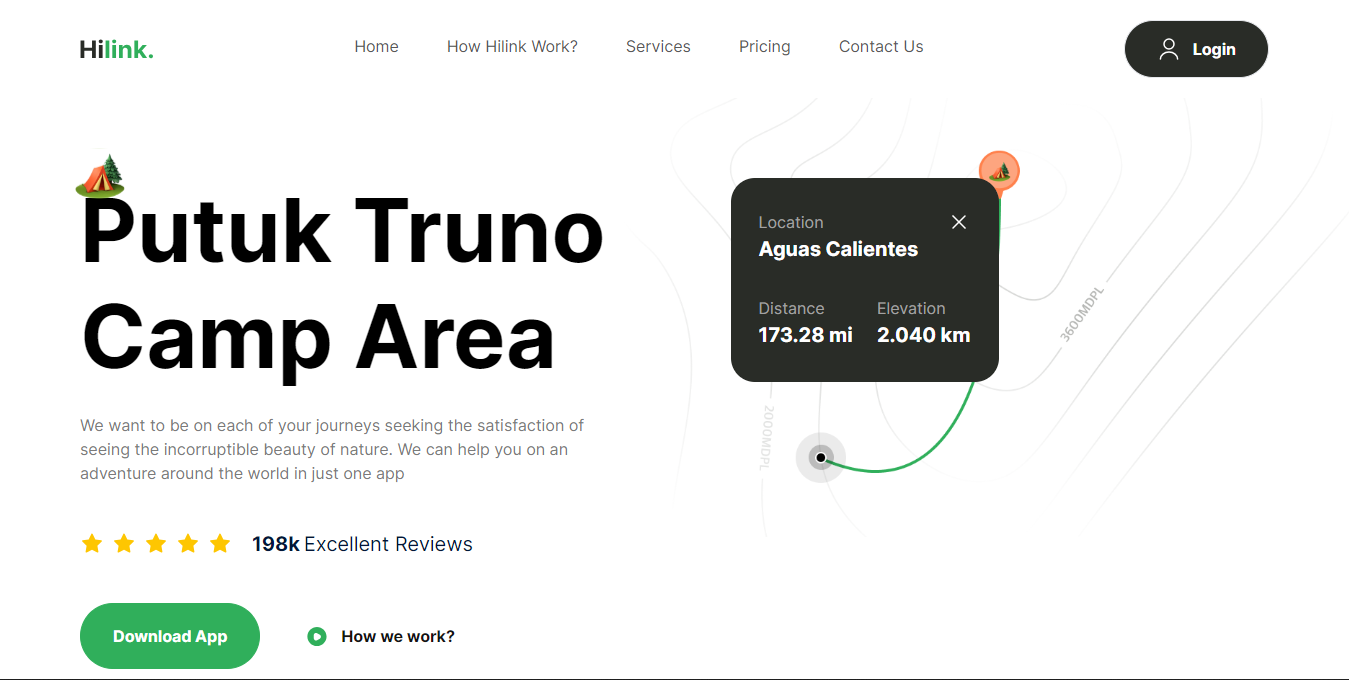 Hilink.
Home
How Hilink Work?
Services
Pricing
Contact Us
Login
Putuk Truno
Camp Area
We want to be on each of your journeys seeking the satisfaction of
seeing the incorruptible beauty of nature. We can help you on an
adventure around the world in just one app
198k Excellent Reviews
Download App
How we work?
Location
Aguas Calientes
Distance
Elevation
173.28 mi
2.040 km
3600MDPL
2000MDPL